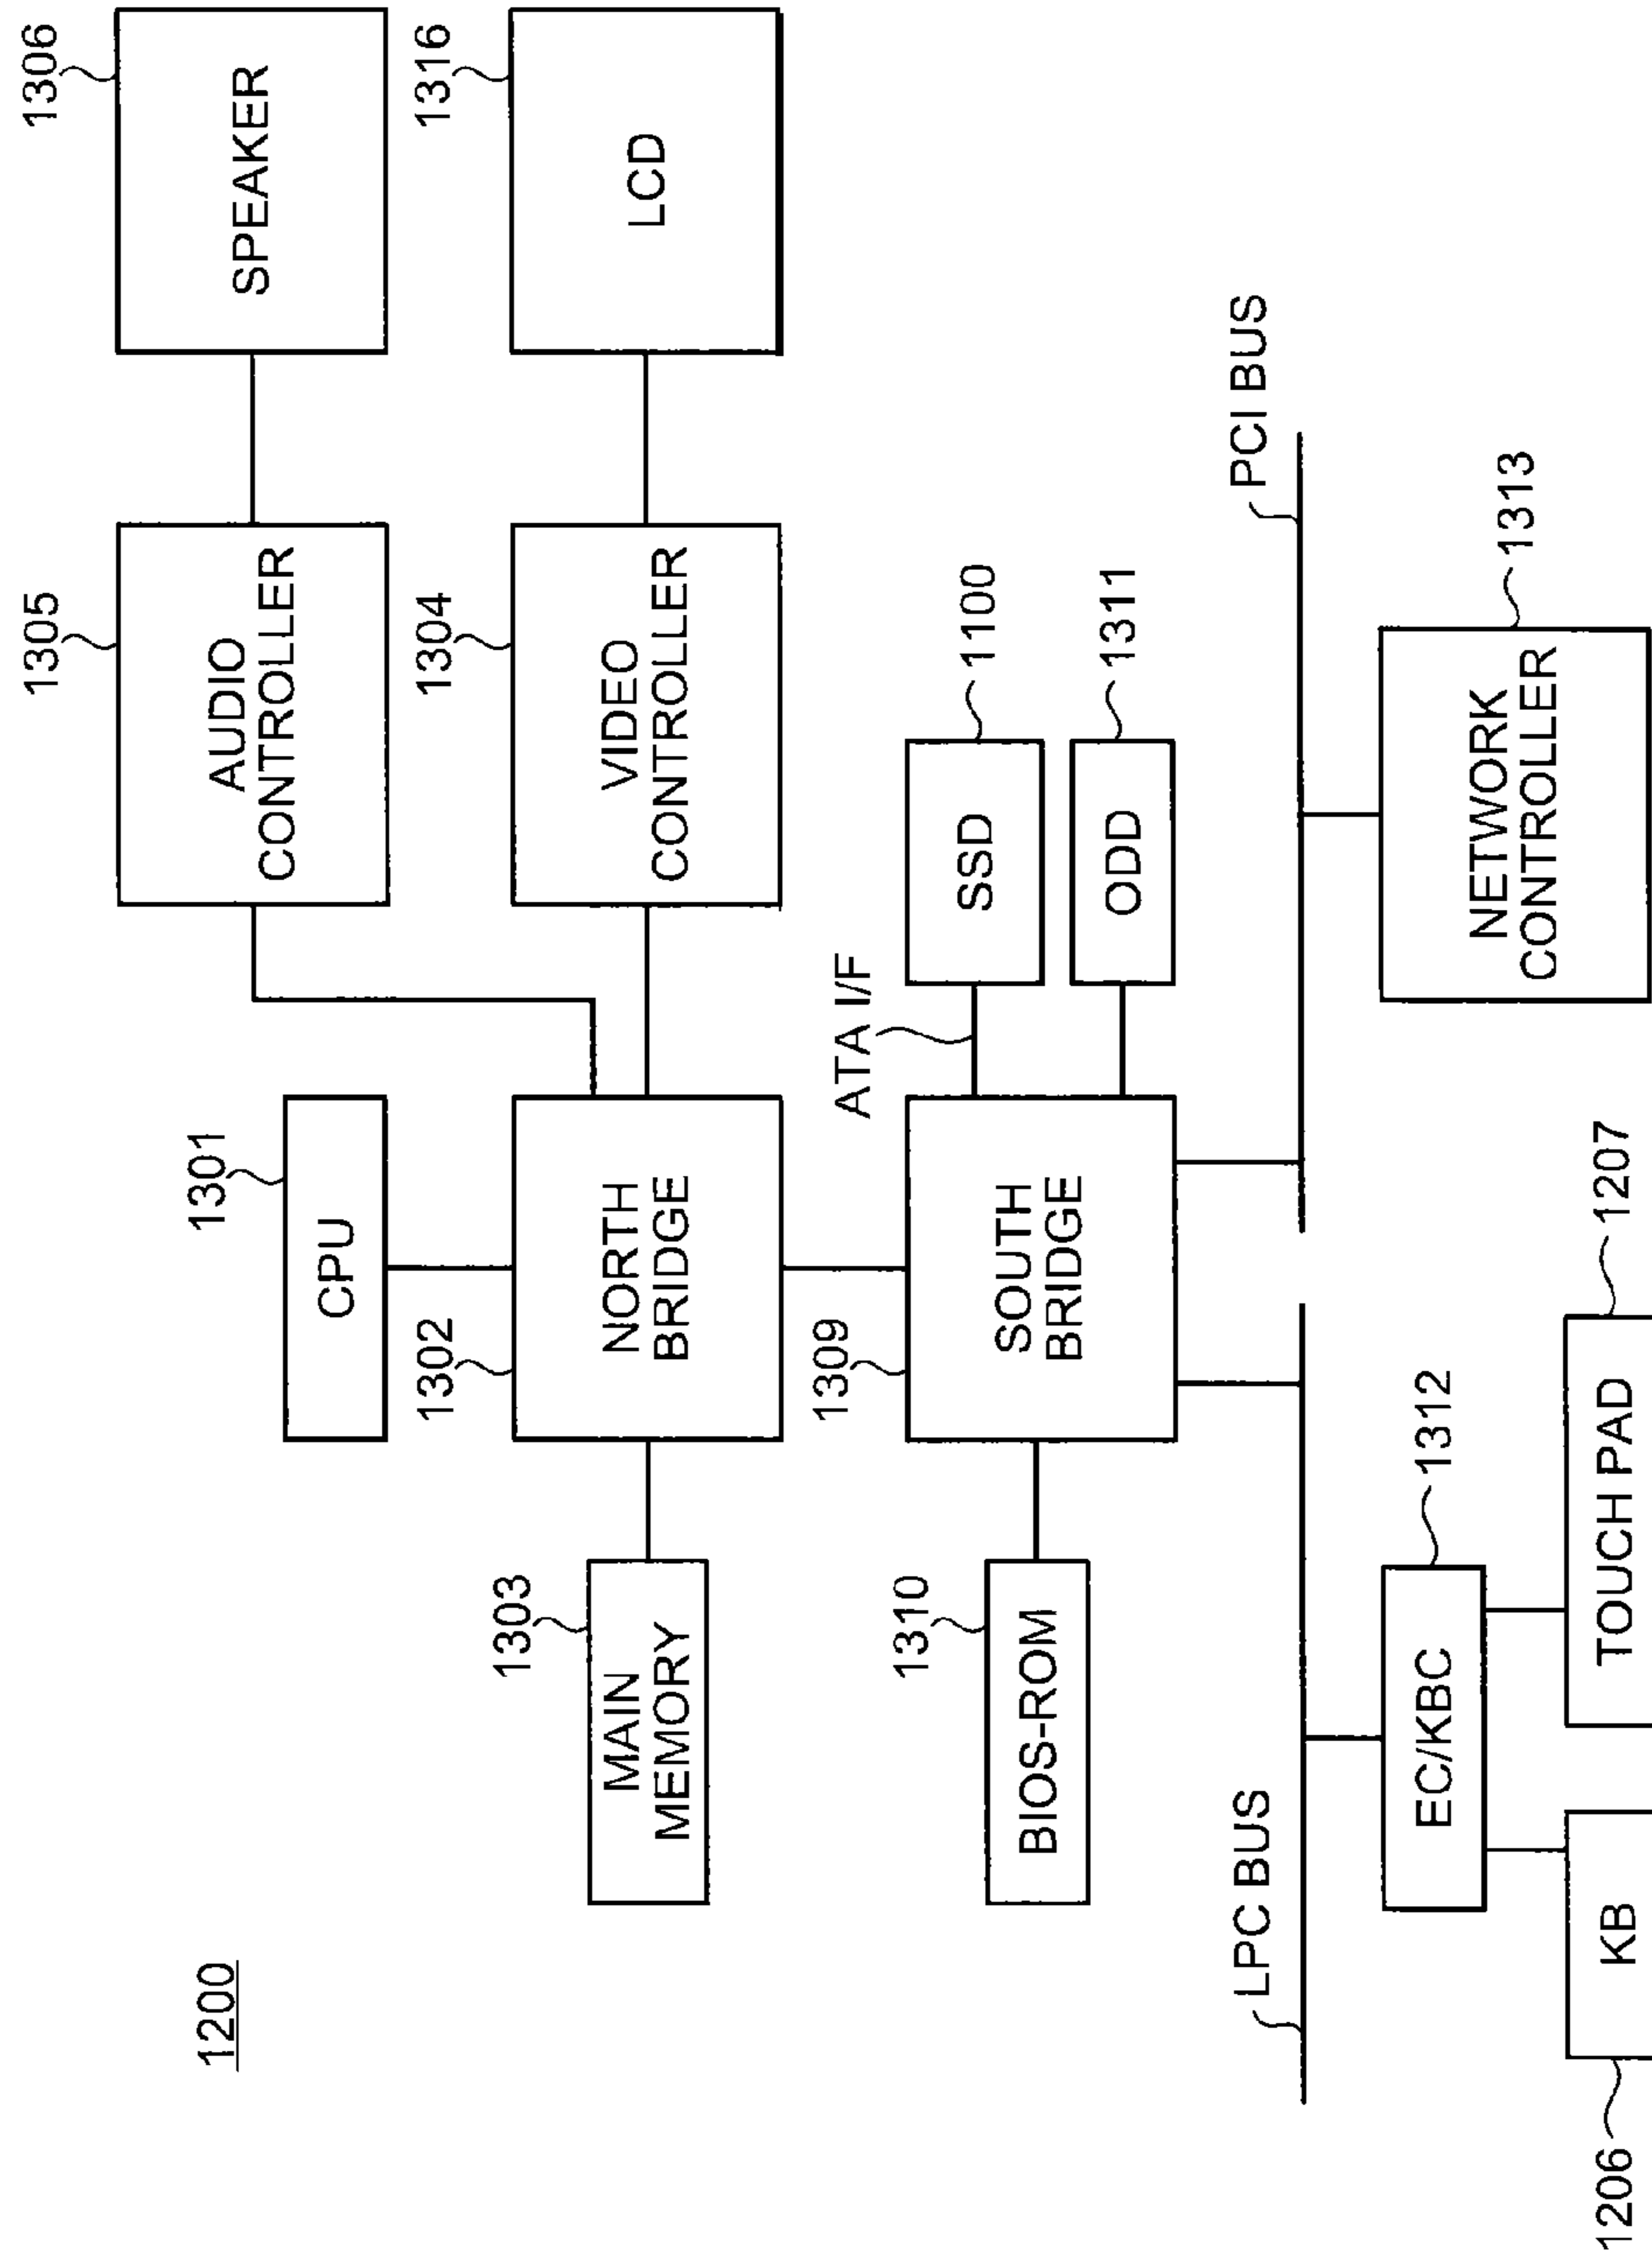 1200
1301
CPU
1305
AUDIO
CONTROLLER
1306
SPEAKER
1303
MAIN
MEMORY
1302
NORTH
BRIDGE
1304
VIDEO
CONTROLLER
1316
LCD
1310
BIOS-ROM
1309
SOUTH
BRIDGE
ATA I/F
SSD
1100
ODD
1311
LPC BUS
PCI BUS
EC/KBC
1312
NETWORK
CONTROLLER
1313
1206
KB
TOUCH PAD
1207